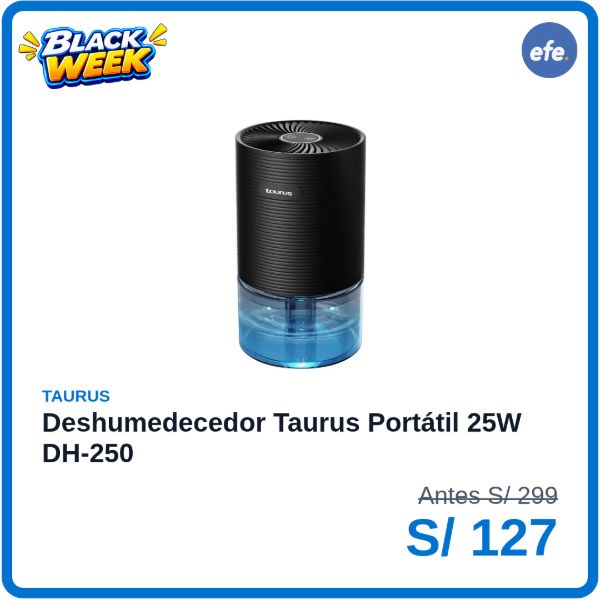 BLACK
WEEK
efe.
taurus
TAURUS
Deshumedecedor Taurus Portátil 25W
DH-250
Antes S/ 299
S/ 127